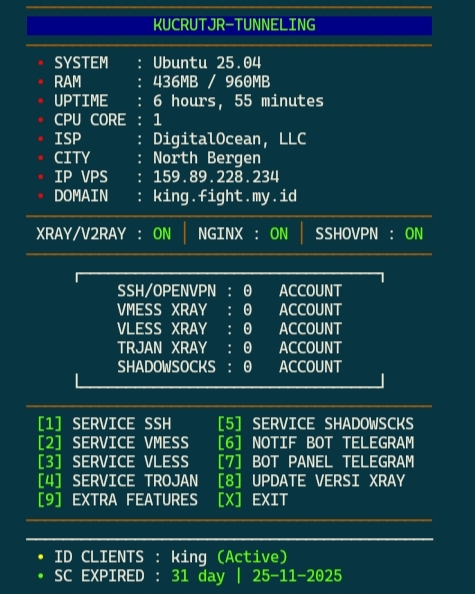 KUCRUTJR-TUNNELING
• SYSTEM : Ubuntu 25.04
• RAM : 436MB / 960MB
• UPTIME : 6 hours, 55 minutes
• CPU CORE : 1
• ISP : DigitalOcean, LLC
• CITY : North Bergen
• IP VPS : 159.89.228.234
• DOMAIN : king.fight.my.id
XRAY/V2RAY : ON | NGINX : ON | SSHOVPN : ON
SSH/OPENVPN : 0 ACCOUNT
VMESS XRAY : 0 ACCOUNT
VLESS XRAY : 0 ACCOUNT
TRJAN XRAY : 0 ACCOUNT
SHADOWSOCKS : 0 ACCOUNT
[1] SERVICE SSH [5] SERVICE SHADOWSCKS
[2] SERVICE VMESS [6] NOTIF BOT TELEGRAM
[3] SERVICE VLESS [7] BOT PANEL TELEGRAM
[4] SERVICE TROJAN [8] UPDATE VERSI XRAY
[9] EXTRA FEATURES [X] EXIT
• ID CLIENTS : king (Active)
• SC EXPIRED : 31 day | 25-11-2025